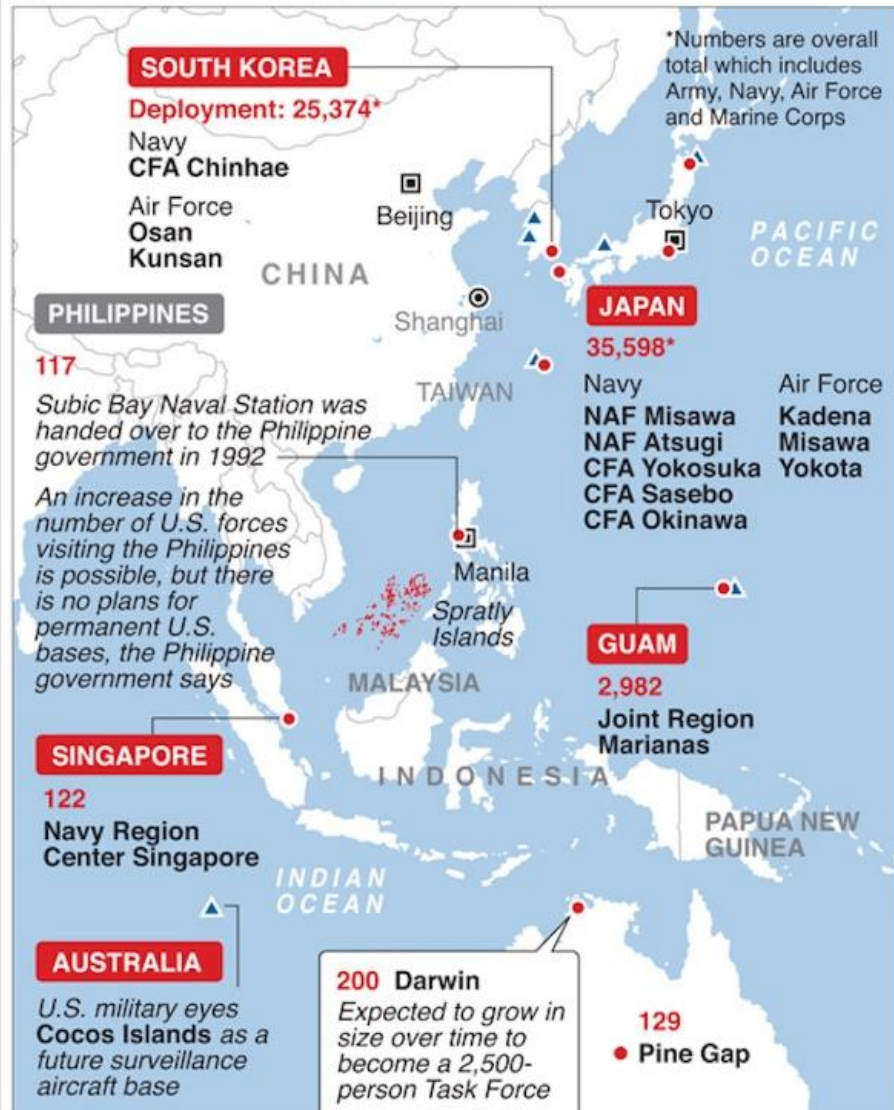 SOUTH KOREA
Deployment: 25,374*
Navy
CFA Chinhae
Air Force
Osan
Kunsan
*Numbers are overall
total which includes
Army, Navy, Air Force
and Marine Corps
Beijing
Tokyo
PACIFIC
OCEAN
CHINA
Shanghai
TAIWAN
PHILIPPINES
117
Subic Bay Naval Station was
handed over to the Philippine
government in 1992
An increase in the
number of U.S. forces
visiting the Philippines
is possible, but there
is no plans for
permanent U.S.
bases, the Philippine
government says
JAPAN
35,598*
Navy
NAF Misawa
NAF Atsugi
CFA Yokosuka
CFA Sasebo
CFA Okinawa
Air Force
Kadena
Misawa
Yokota
Manila
Spratly
Islands
MALAYSIA
GUAM
2,982
Joint Region
Marianas
SINGAPORE
122
Navy Region
Center Singapore
INDONESIA
PAPUA NEW
GUINEA
INDIAN
OCEAN
AUSTRALIA
U.S. military eyes
Cocos Islands as a
future surveillance
aircraft base
200 Darwin
Expected to grow in
size over time to
become a 2,500-
person Task Force
129
Pine Gap